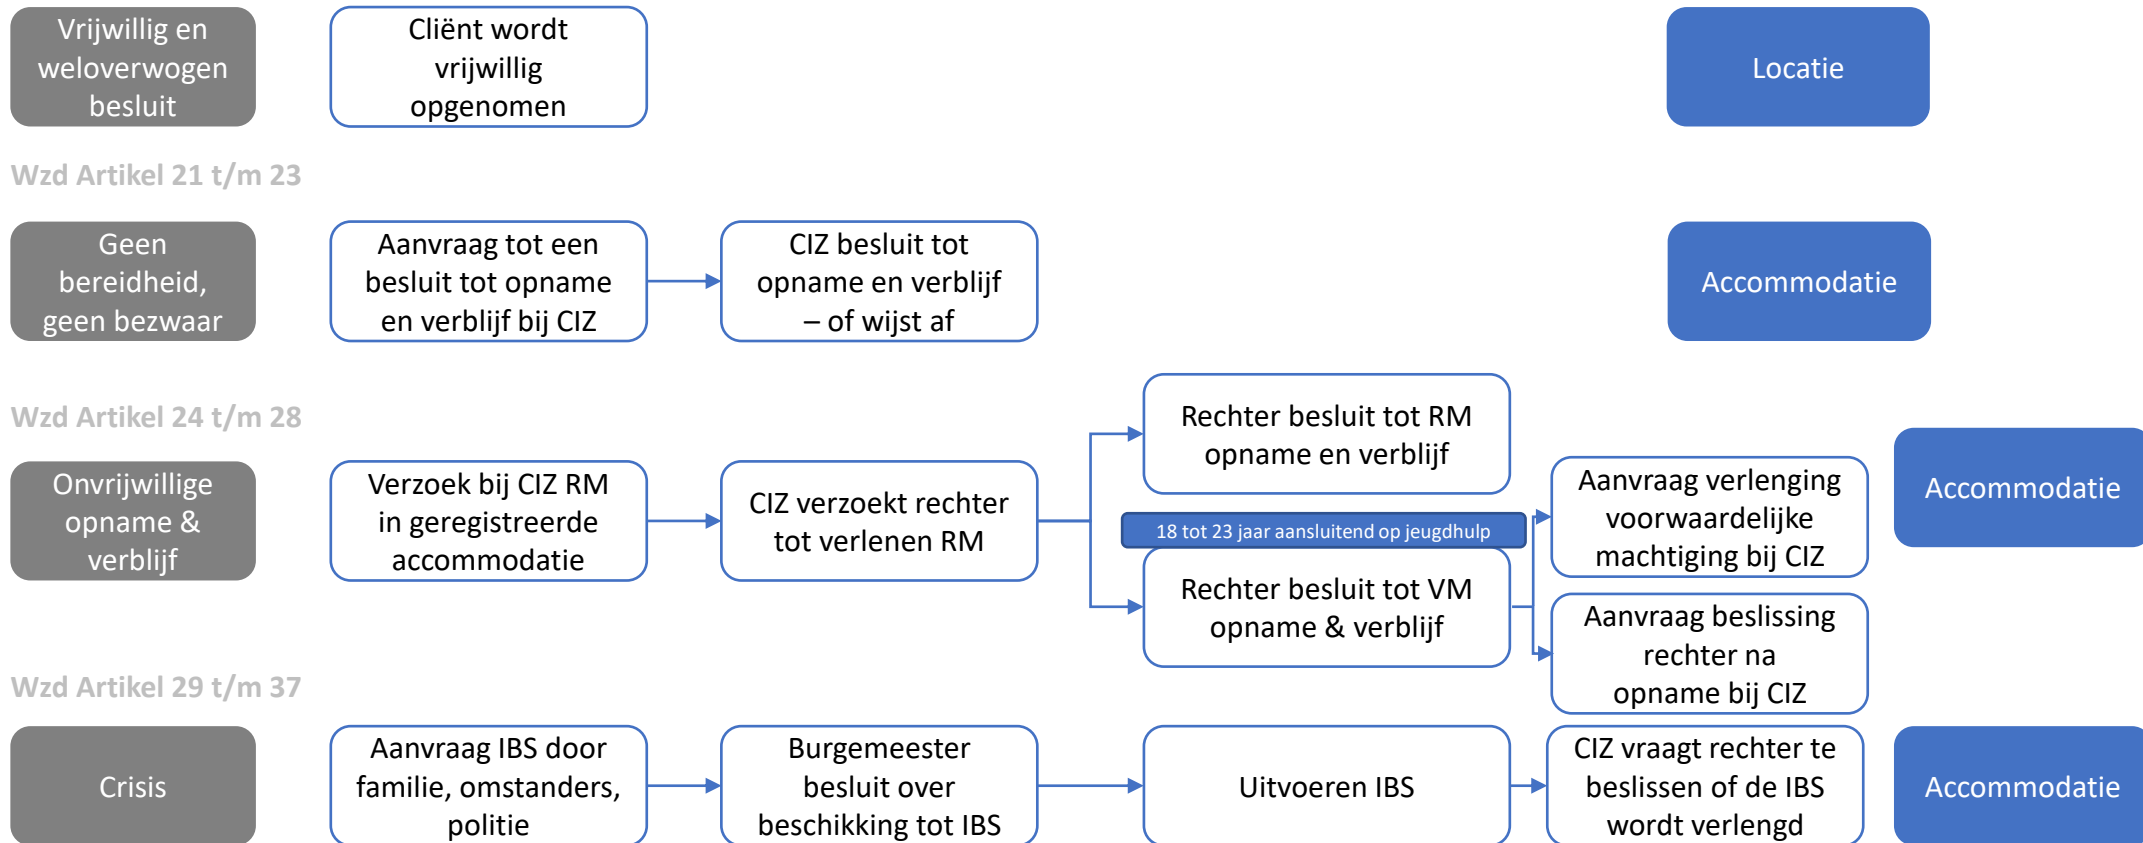 Vrijwillig en
weloverwogen
besluit
Cliënt wordt
vrijwillig
opgenomen
Locatie
Wzd Artikel 21 t/m 23
Geen
bereidheid,
geen bezwaar
Aanvraag tot een
besluit tot opname
en verblijf bij CIZ
CIZ besluit tot
opname en verblijf
– of wijst af
Accommodatie
Wzd Artikel 24 t/m 28
Onvrijwillige
opname &
verblijf
Verzoek bij CIZ RM
in geregistreerde
accommodatie
CIZ verzoekt rechter
tot verlenen RM
Rechter besluit tot RM
opname en verblijf
18 tot 23 jaar aansluitend op jeugdhulp
Rechter besluit tot VM
opname & verblijf
Aanvraag verlenging
voorwaardelijke
machtiging bij CIZ
Aanvraag beslissing
rechter na
opname bij CIZ
Accommodatie
Wzd Artikel 29 t/m 37
Crisis
Aanvraag IBS door
familie, omstanders,
politie
Burgemeester
besluit over
beschikking tot IBS
Uitvoeren IBS
CIZ vraagt rechter te
beslissen of de IBS
wordt verlengd
Accommodatie